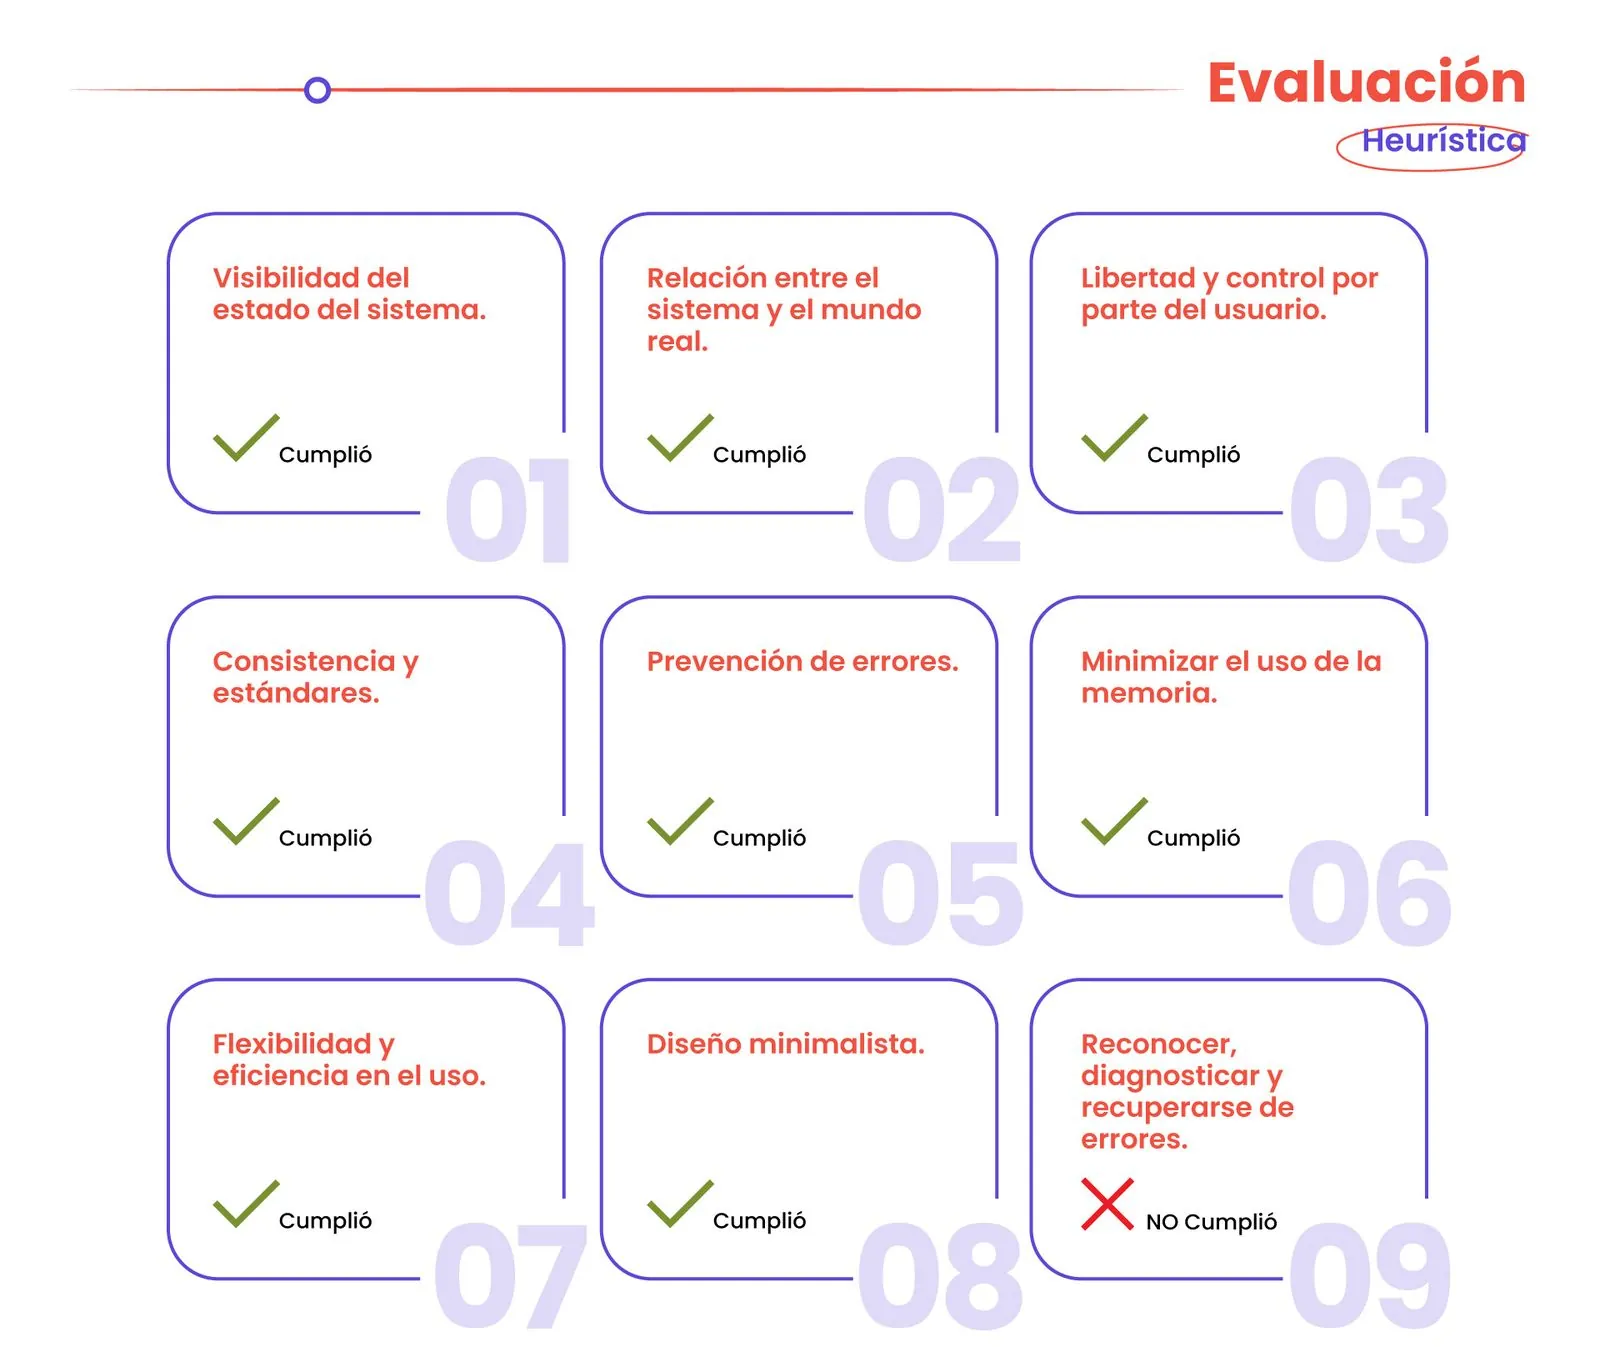 Evaluación
Heurística
Visibilidad del
estado del sistema.
Cumplió
01
Relación entre el
sistema y el mundo
real.
Cumplió
02
Libertad y control por
parte del usuario.
Cumplió
03
Consistencia y
estándares.
Cumplió
04
Prevención de errores.
Cumplió
05
Minimizar el uso de la
memoria.
Cumplió
06
Flexibilidad y
eficiencia en el uso.
Cumplió
07
Diseño minimalista.
Cumplió
08
Reconocer,
diagnosticar y
recuperarse de
errores.
NO Cumplió
09